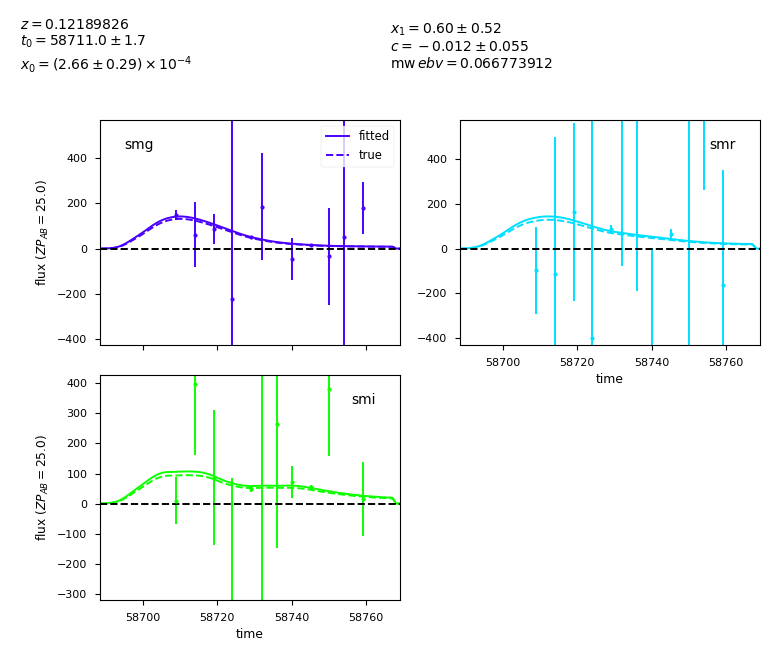 z = 0.12189826
t₀ = 58711.0 ± 1.7
x₀ = (2.66 ± 0.29) × 10⁻⁴
x₁ = 0.60 ± 0.52
c = −0.012 ± 0.055
mw ebv = 0.066773912
smg
fitted
true
flux (ZP_AB = 25.0)
400
200
0
−200
−400
smr
400
200
0
−200
−400
58700 58720 58740 58760
time
smi
flux (ZP_AB = 25.0)
400
300
200
100
0
−100
−200
−300
58700 58720 58740 58760
time